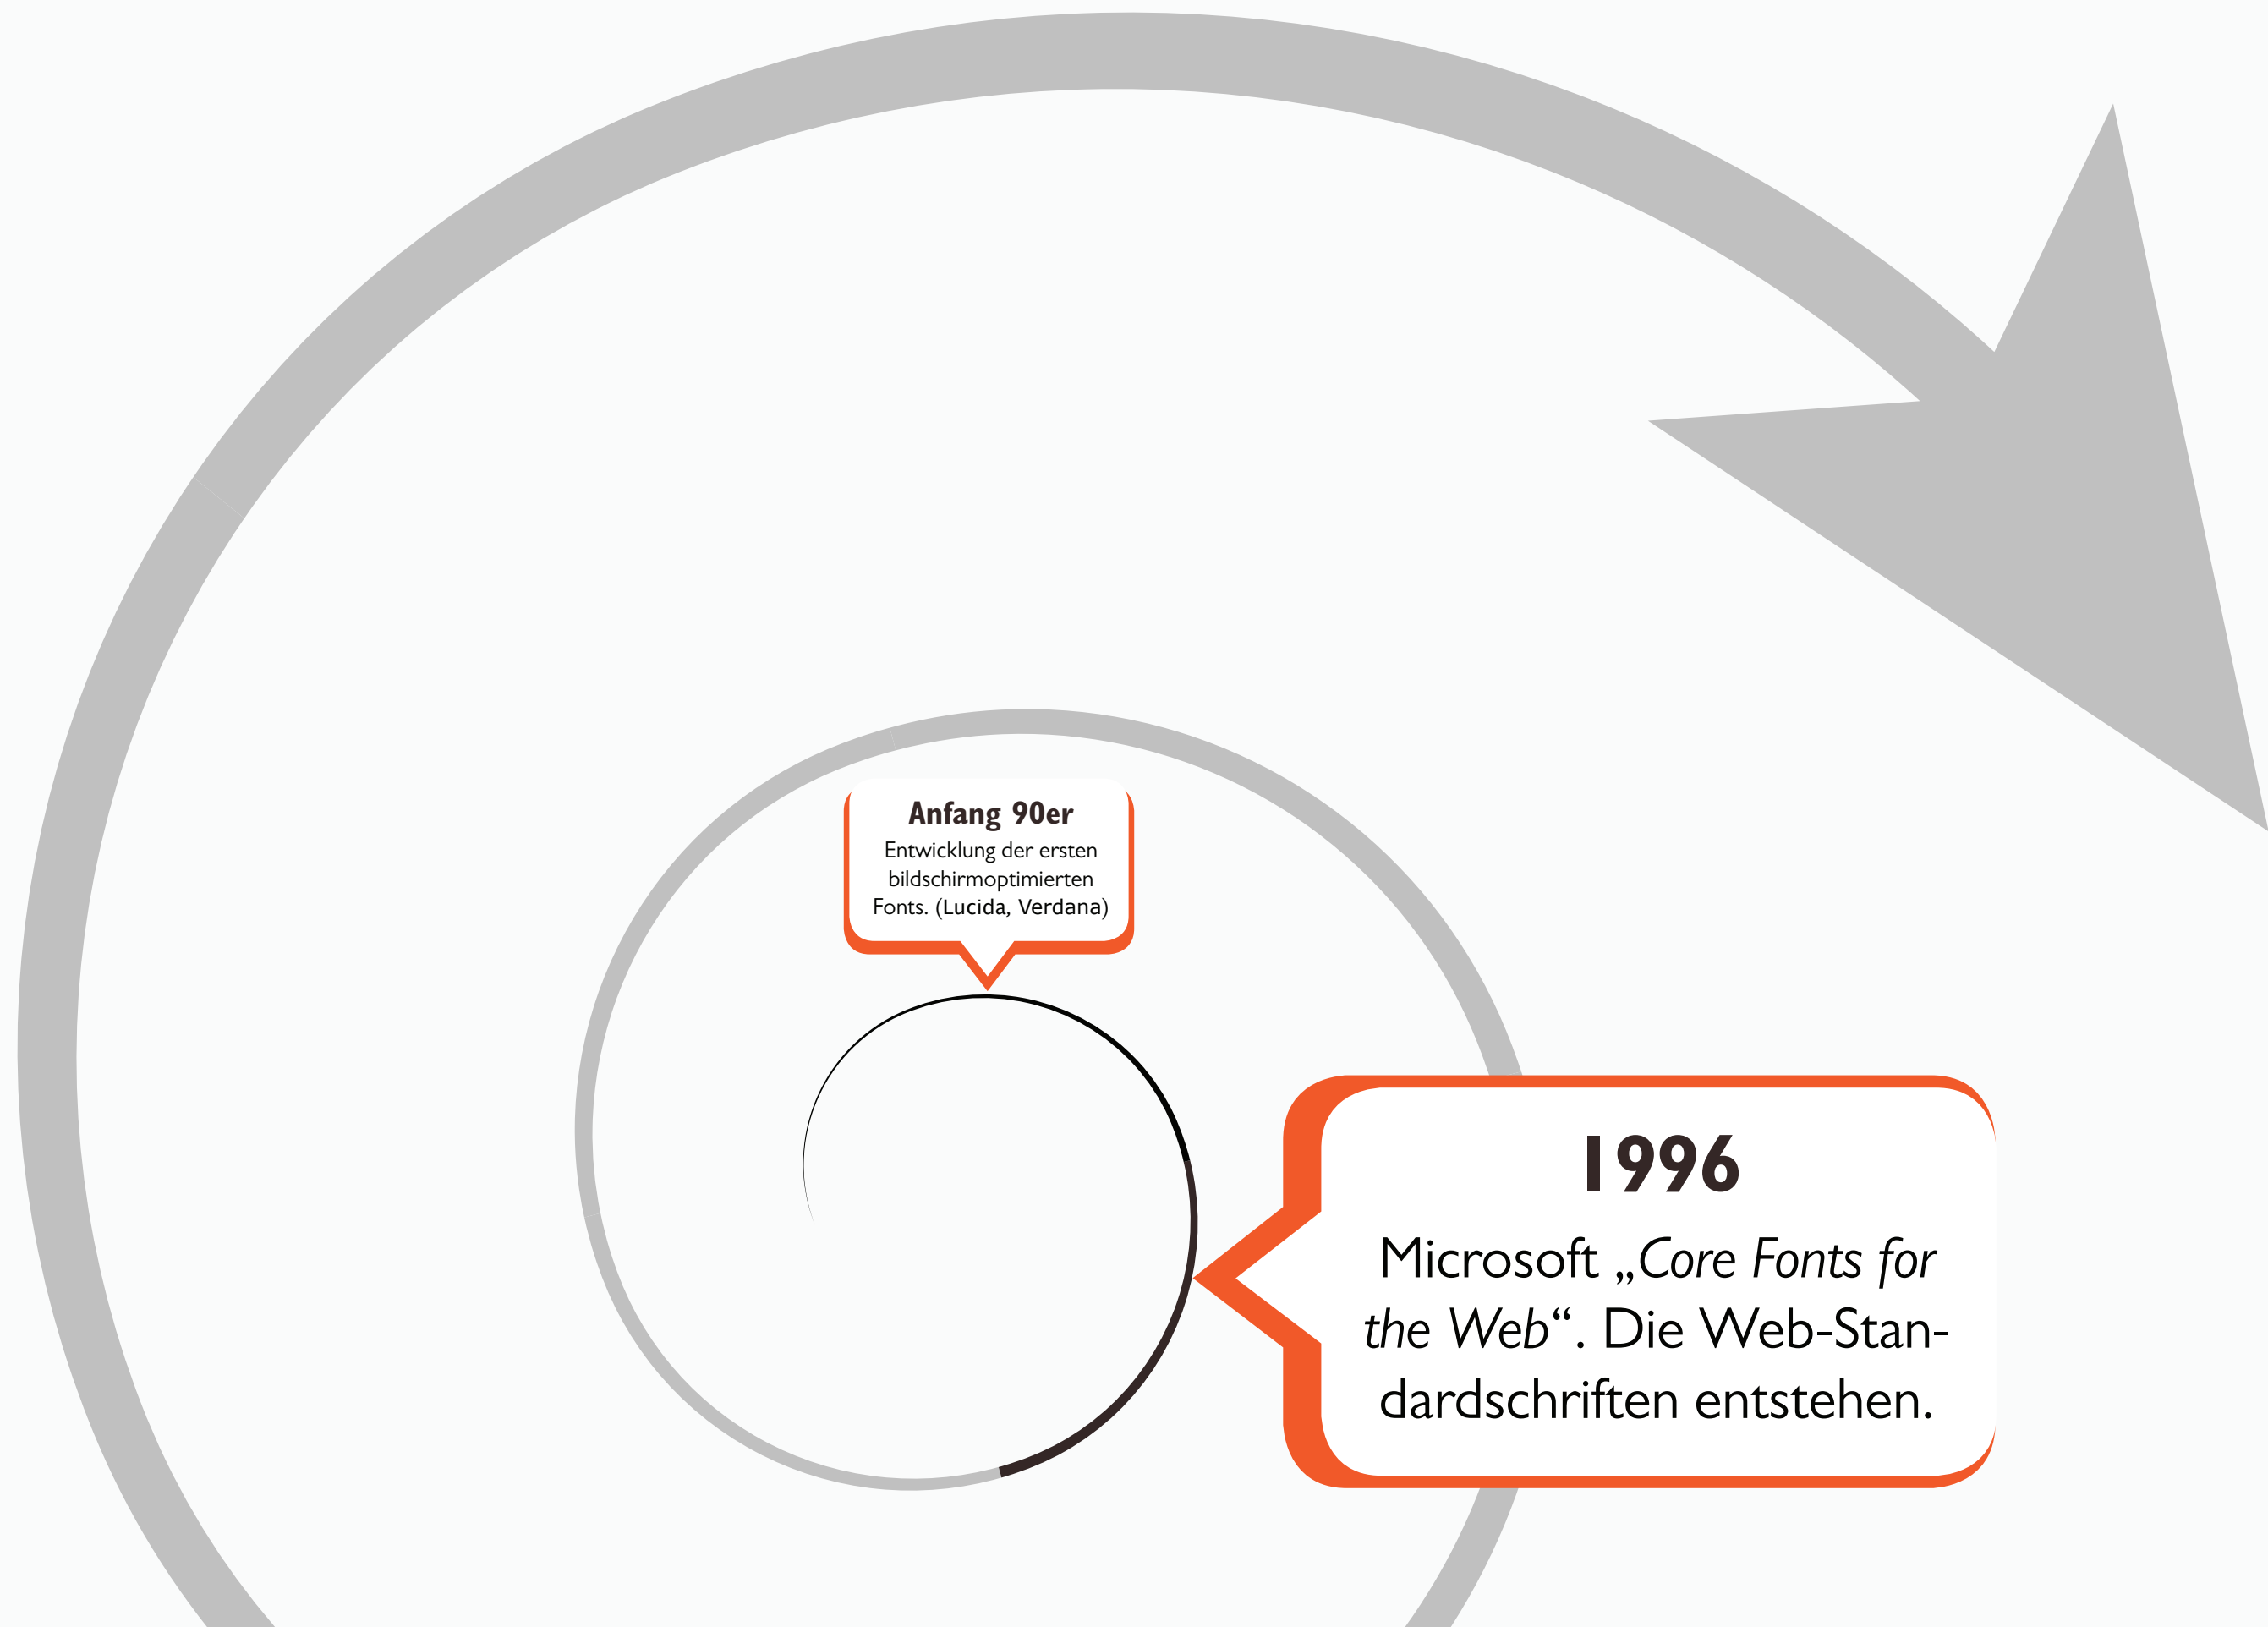 Anfang 90er
Entwicklung der ersten
bildschirmoptimierten
Fonts. (Lucida, Verdana)
1996
Microsoft „Core Fonts for
the Web“. Die Web-Stan-
dardschriften entstehen.